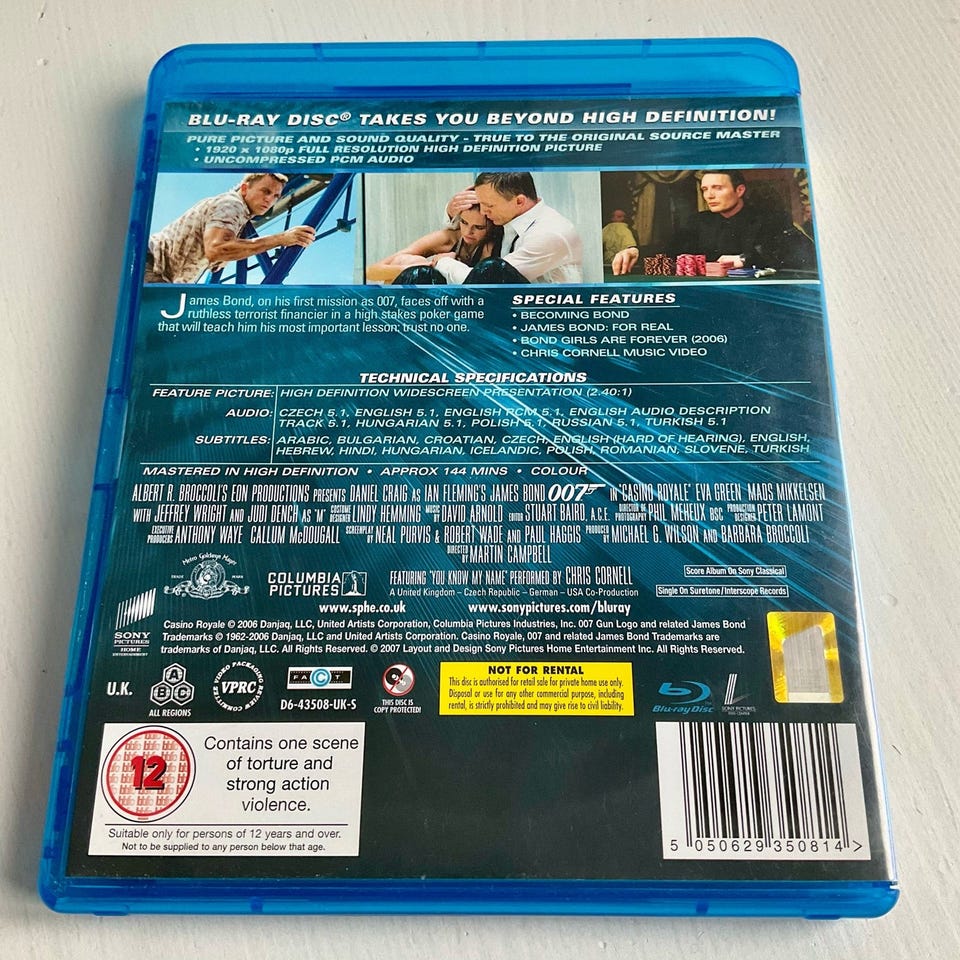 BLU-RAY DISC® TAKES YOU BEYOND HIGH DEFINITION!
PURE PICTURE AND SOUND QUALITY - TRUE TO THE ORIGINAL SOURCE MASTER
• 1920 x 1080p FULL RESOLUTION HIGH DEFINITION PICTURE
• UNCOMPRESSED PCM AUDIO
James Bond, on his first mission as 007, faces off with a
ruthless terrorist financier in a high stakes poker game
that will teach him his most important lesson: trust no one.
SPECIAL FEATURES
• BECOMING BOND
• JAMES BOND: FOR REAL
• BOND GIRLS ARE FOREVER (2006)
• CHRIS CORNELL MUSIC VIDEO
TECHNICAL SPECIFICATIONS
FEATURE PICTURE: HIGH DEFINITION WIDESCREEN PRESENTATION (2.40:1)
AUDIO: CZECH 5.1, ENGLISH 5.1, ENGLISH PCM 5.1, ENGLISH AUDIO DESCRIPTION
TRACK 5.1, HUNGARIAN 5.1, POLISH 5.1, RUSSIAN 5.1, TURKISH 5.1
SUBTITLES: ARABIC, BULGARIAN, CROATIAN, CZECH, ENGLISH (HARD OF HEARING), ENGLISH,
HEBREW, HINDI, HUNGARIAN, ICELANDIC, POLISH, ROMANIAN, SLOVENE, TURKISH
MASTERED IN HIGH DEFINITION • APPROX 144 MINS • COLOUR
ALBERT R. BROCCOLI'S EON PRODUCTIONS PRESENTS DANIEL CRAIG AS IAN FLEMING'S JAMES BOND 007 IN "CASINO ROYALE" EVA GREEN MADS MIKKELSEN
WITH JEFFREY WRIGHT AND JUDI DENCH AS "M" COSTUME DESIGNER LINDY HEMMING MUSIC BY DAVID ARNOLD EDITOR STUART BAIRD, A.C.E. DIRECTOR OF PHOTOGRAPHY PHIL MEHEUX BSC PRODUCTION DESIGNER PETER LAMONT
EXECUTIVE PRODUCERS ANTHONY WAYE CALLUM McDOUGALL SCREENPLAY BY NEAL PURVIS & ROBERT WADE AND PAUL HAGGIS PRODUCED BY MICHAEL G. WILSON AND BARBARA BROCCOLI
DIRECTED BY MARTIN CAMPBELL
Metro Goldwyn Mayer
TRADE MARK
COLUMBIA
PICTURES
FEATURING "YOU KNOW MY NAME" PERFORMED BY CHRIS CORNELL
A United Kingdom – Czech Republic – German – USA Co-Production
Score Album On Sony Classical
Single On Suretone/Interscope Records
www.sphe.co.uk www.sonypictures.com/bluray
SONY
PICTURES
HOME
ENTERTAINMENT
Casino Royale © 2006 Danjaq, LLC, United Artists Corporation, Columbia Pictures Industries, Inc. 007 Gun Logo and related James Bond
Trademarks © 1962-2006 Danjaq, LLC and United Artists Corporation. Casino Royale, 007 and related James Bond Trademarks are
trademarks of Danjaq, LLC. All Rights Reserved. © 2007 Layout and Design Sony Pictures Home Entertainment Inc. All Rights Reserved.
U.K.
A
B C
ALL REGIONS
VIDEO PACKAGING REVIEW COMMITTEE
VPRC
FACT
D6-43508-UK-S
THIS DISC IS
COPY PROTECTED!
NOT FOR RENTAL
This disc is authorised for retail sale for private home use only.
Disposal or use for any other commercial purpose, including
rental, is strictly prohibited and may give rise to civil liability.
Blu-ray Disc
SONY PICTURES
12
Contains one scene
of torture and
strong action
violence.
Suitable only for persons of 12 years and over.
Not to be supplied to any person below that age.
5 050629 350814 >